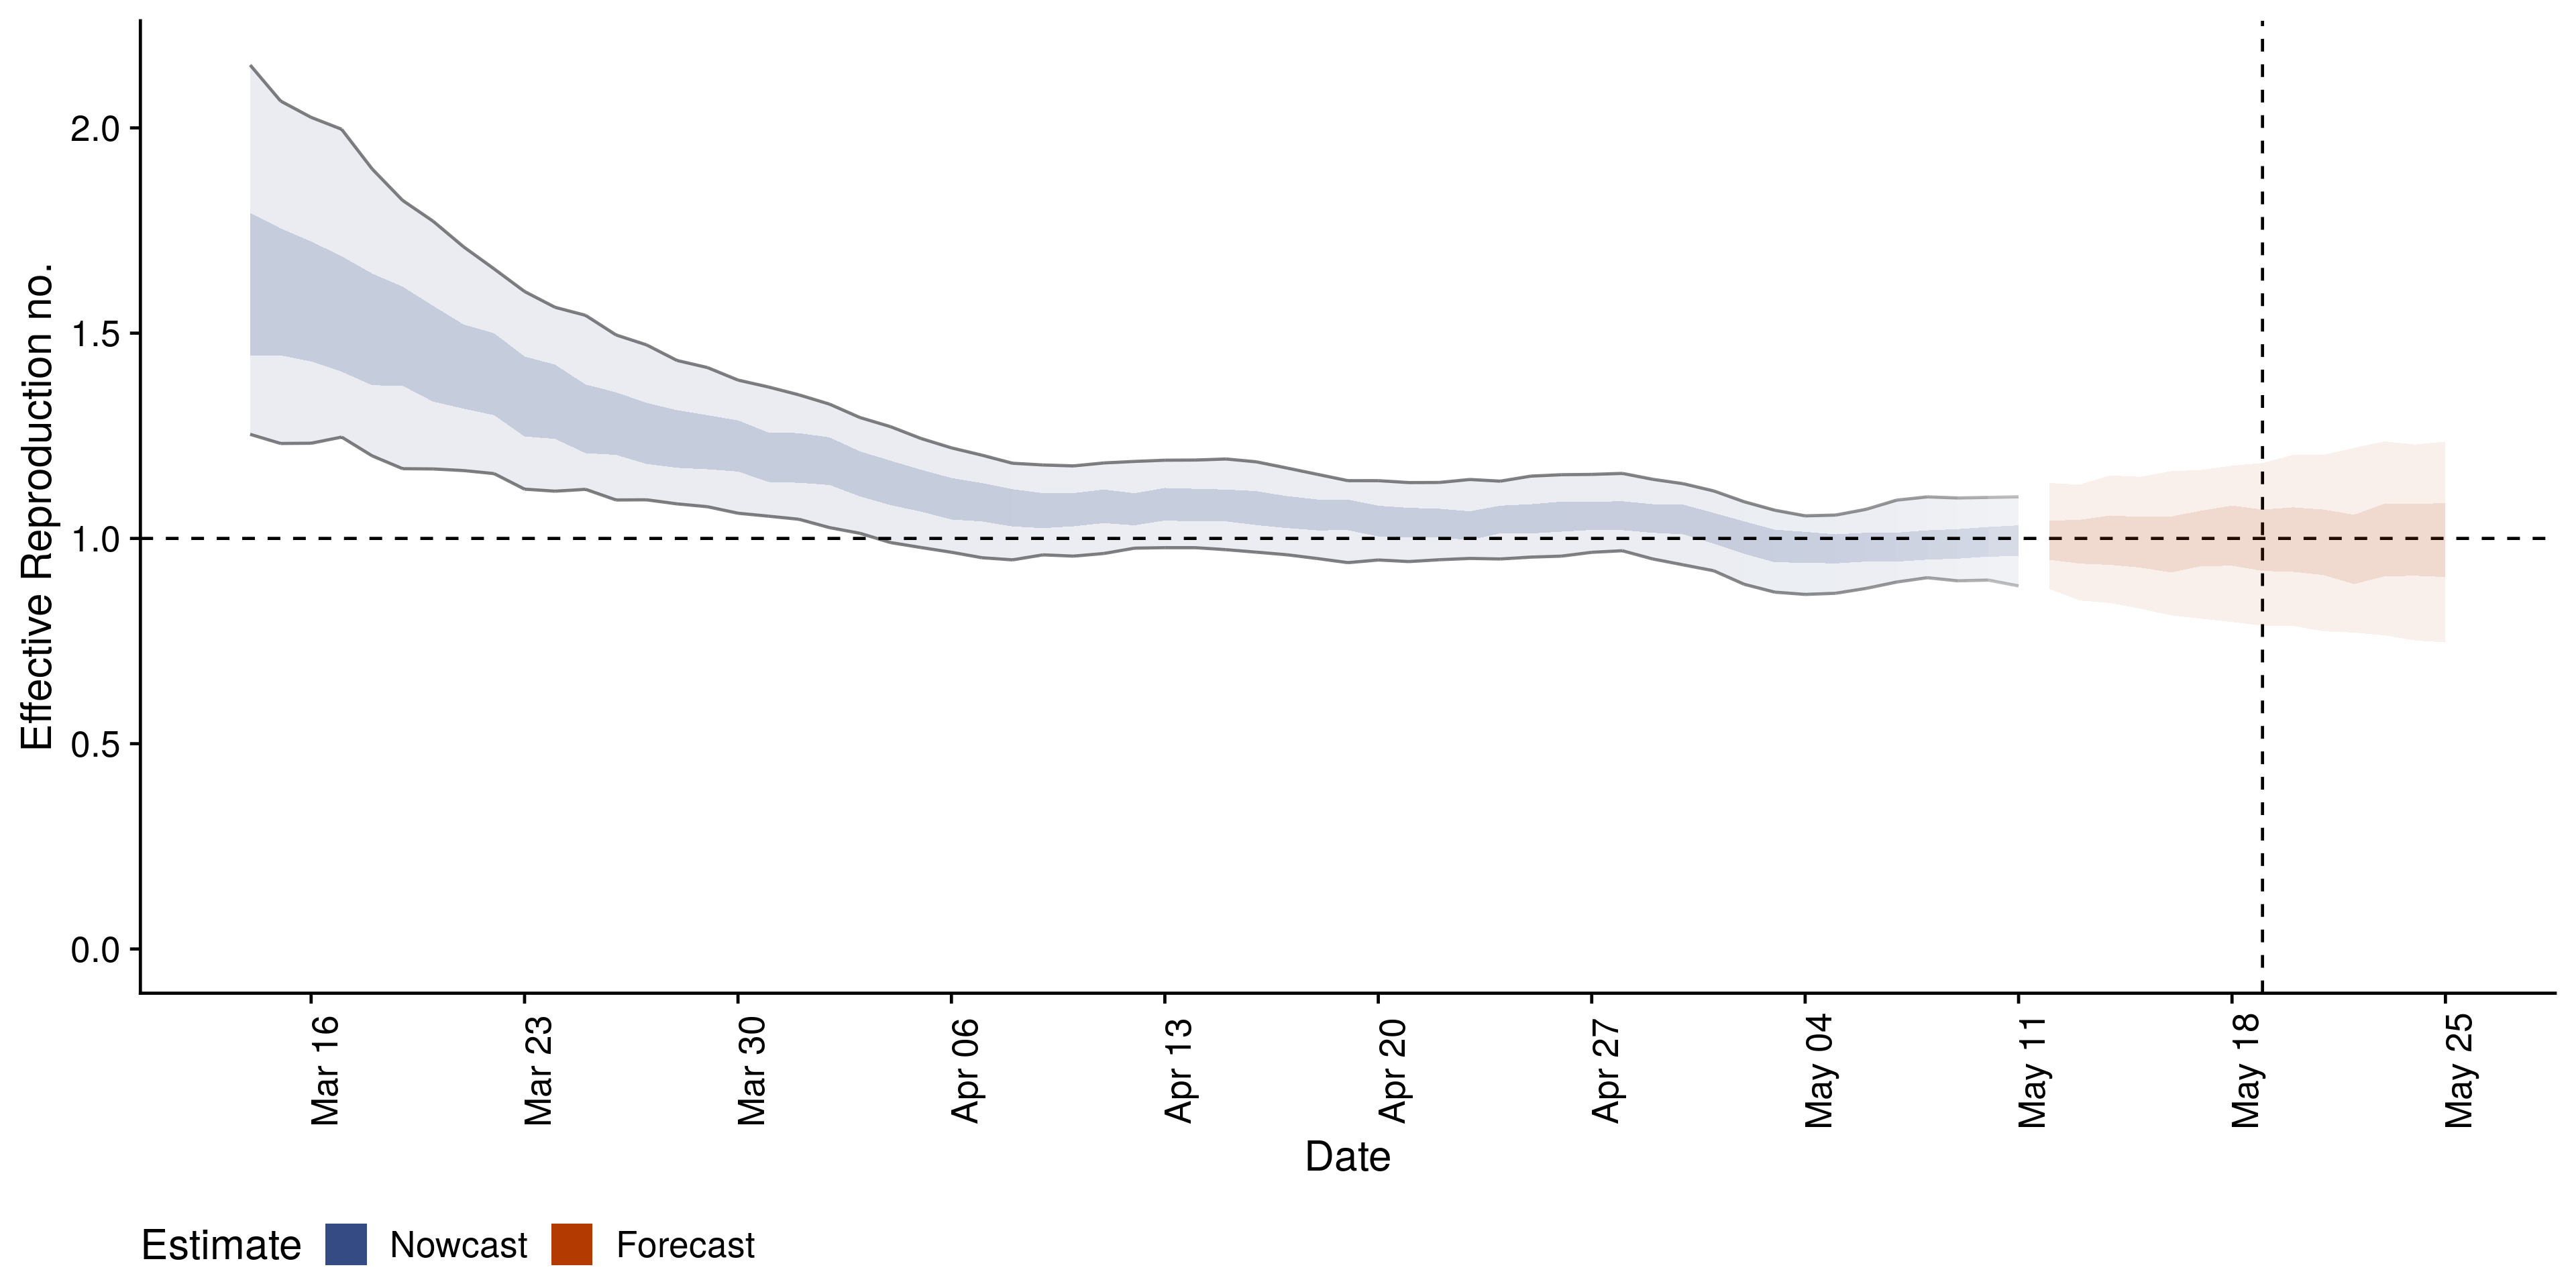 Effective Reproduction no.
2.0
1.5
1.0
0.5
0.0
Mar 16
Mar 23
Mar 30
Apr 06
Apr 13
Apr 20
Apr 27
May 04
May 11
May 18
May 25
Date
Estimate Nowcast Forecast